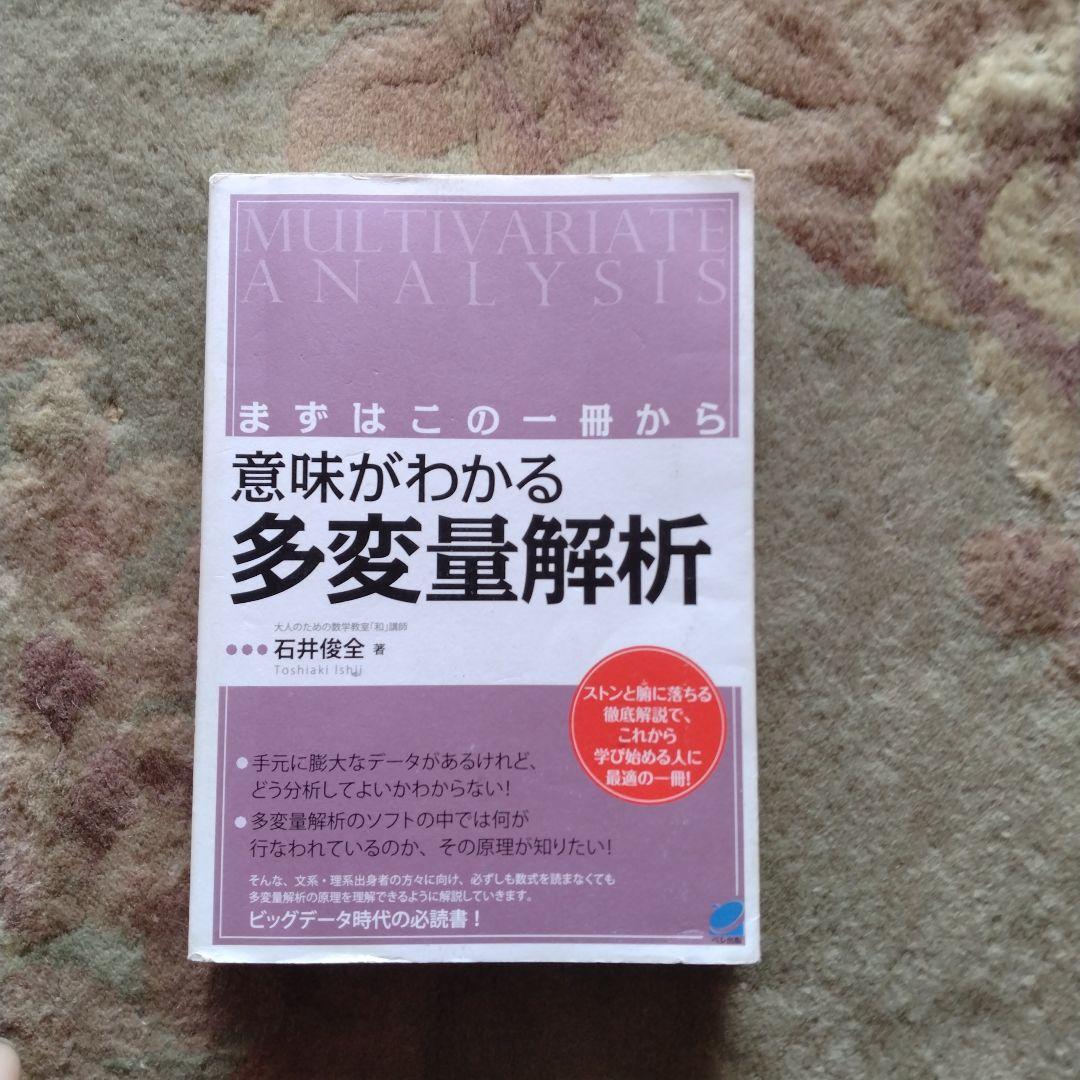 MULTIVARIATE
ANALYSIS
まずはこの一冊から
意味がわかる
多変量解析
大人のための数学教室「和」講師
石井俊全 著
Toshiaki Ishii
ストンと腑に落ちる
徹底解説で、
これから
学び始める人に
最適の一冊!
● 手元に膨大なデータがあるけれど、
どう分析してよいかわからない!
● 多変量解析のソフトの中では何が
行なわれているのか、その原理が知りたい!
そんな、文系・理系出身者の方々に向け、必ずしも数式を読まなくても
多変量解析の原理を理解できるように解説していきます。
ビッグデータ時代の必読書!
ベレ出版